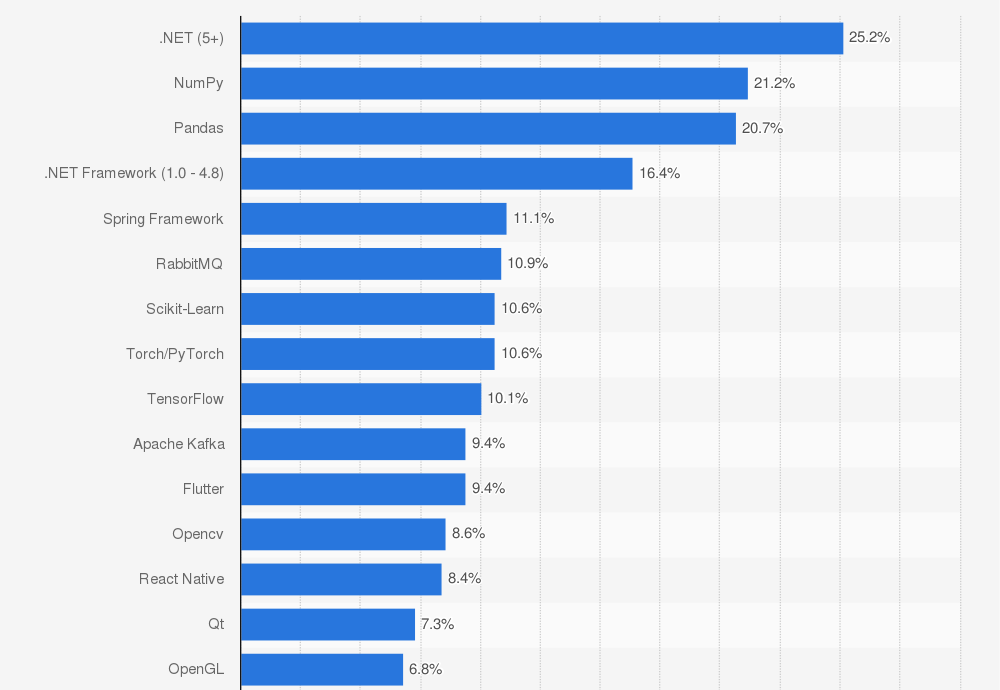 .NET (5+) 25.2%
NumPy 21.2%
Pandas 20.7%
.NET Framework (1.0 - 4.8) 16.4%
Spring Framework 11.1%
RabbitMQ 10.9%
Scikit-Learn 10.6%
Torch/PyTorch 10.6%
TensorFlow 10.1%
Apache Kafka 9.4%
Flutter 9.4%
Opencv 8.6%
React Native 8.4%
Qt 7.3%
OpenGL 6.8%